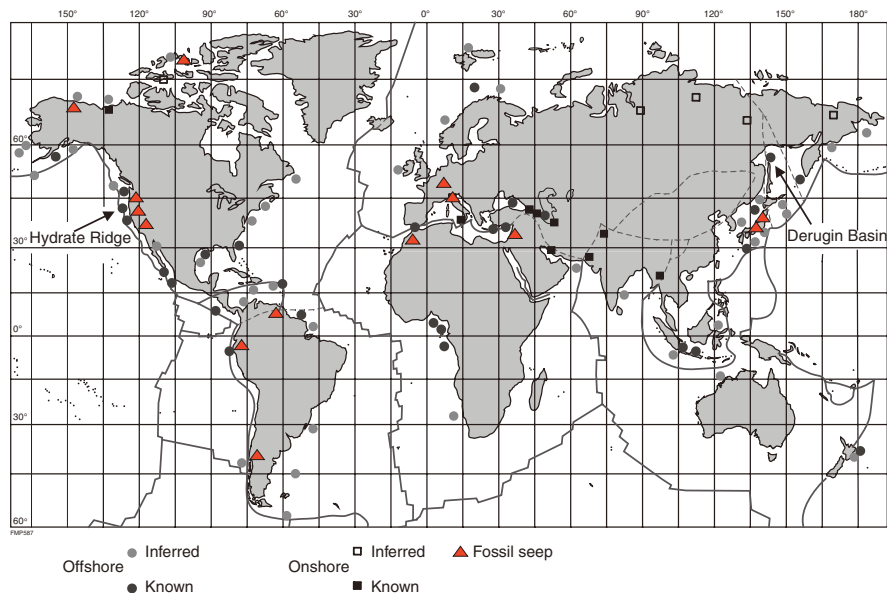 150° 120° 90° 60° 30° 0° 30° 60° 90° 120° 150° 180°
60°
Hydrate Ridge
Derugin Basin
30°
0°
30°
60°
FMP587
Inferred Inferred Fossil seep
Offshore Onshore
Known Known